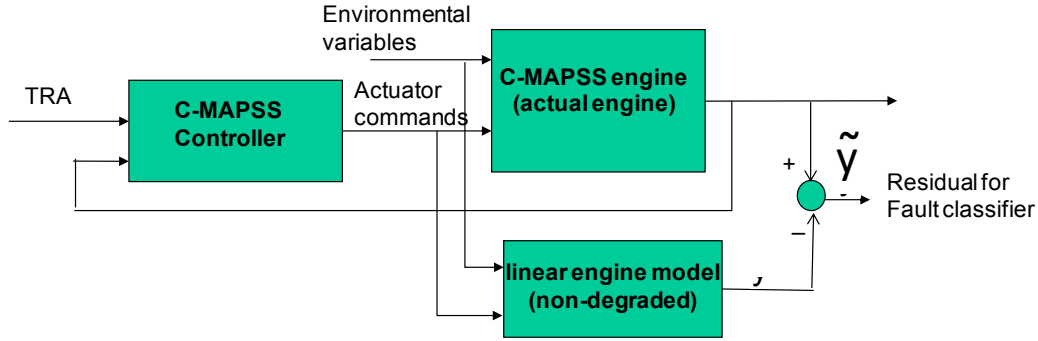 Environmental
variables
TRA
C-MAPSS
Controller
Actuator
commands
C-MAPSS engine
(actual engine)
+
ỹ
Residual for
Fault classifier
−
linear engine model
(non-degraded)